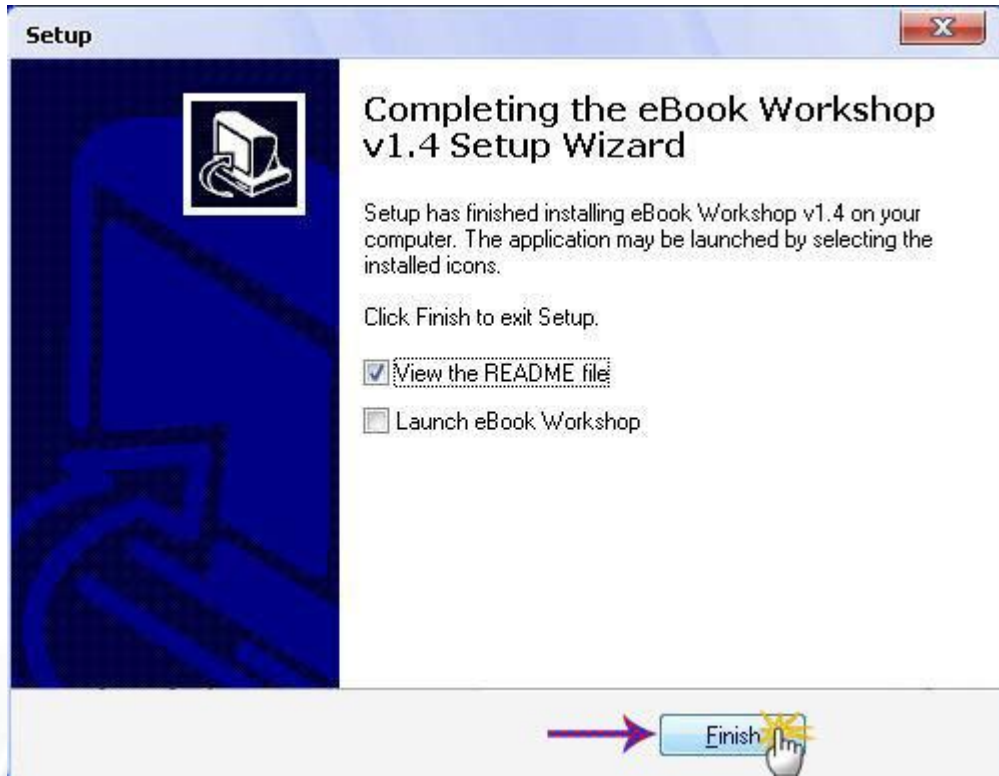 Setup
Completing the eBook Workshop
v1.4 Setup Wizard
Setup has finished installing eBook Workshop v1.4 on your
computer. The application may be launched by selecting the
installed icons.
Click Finish to exit Setup.
View the README file
Launch eBook Workshop
Finish